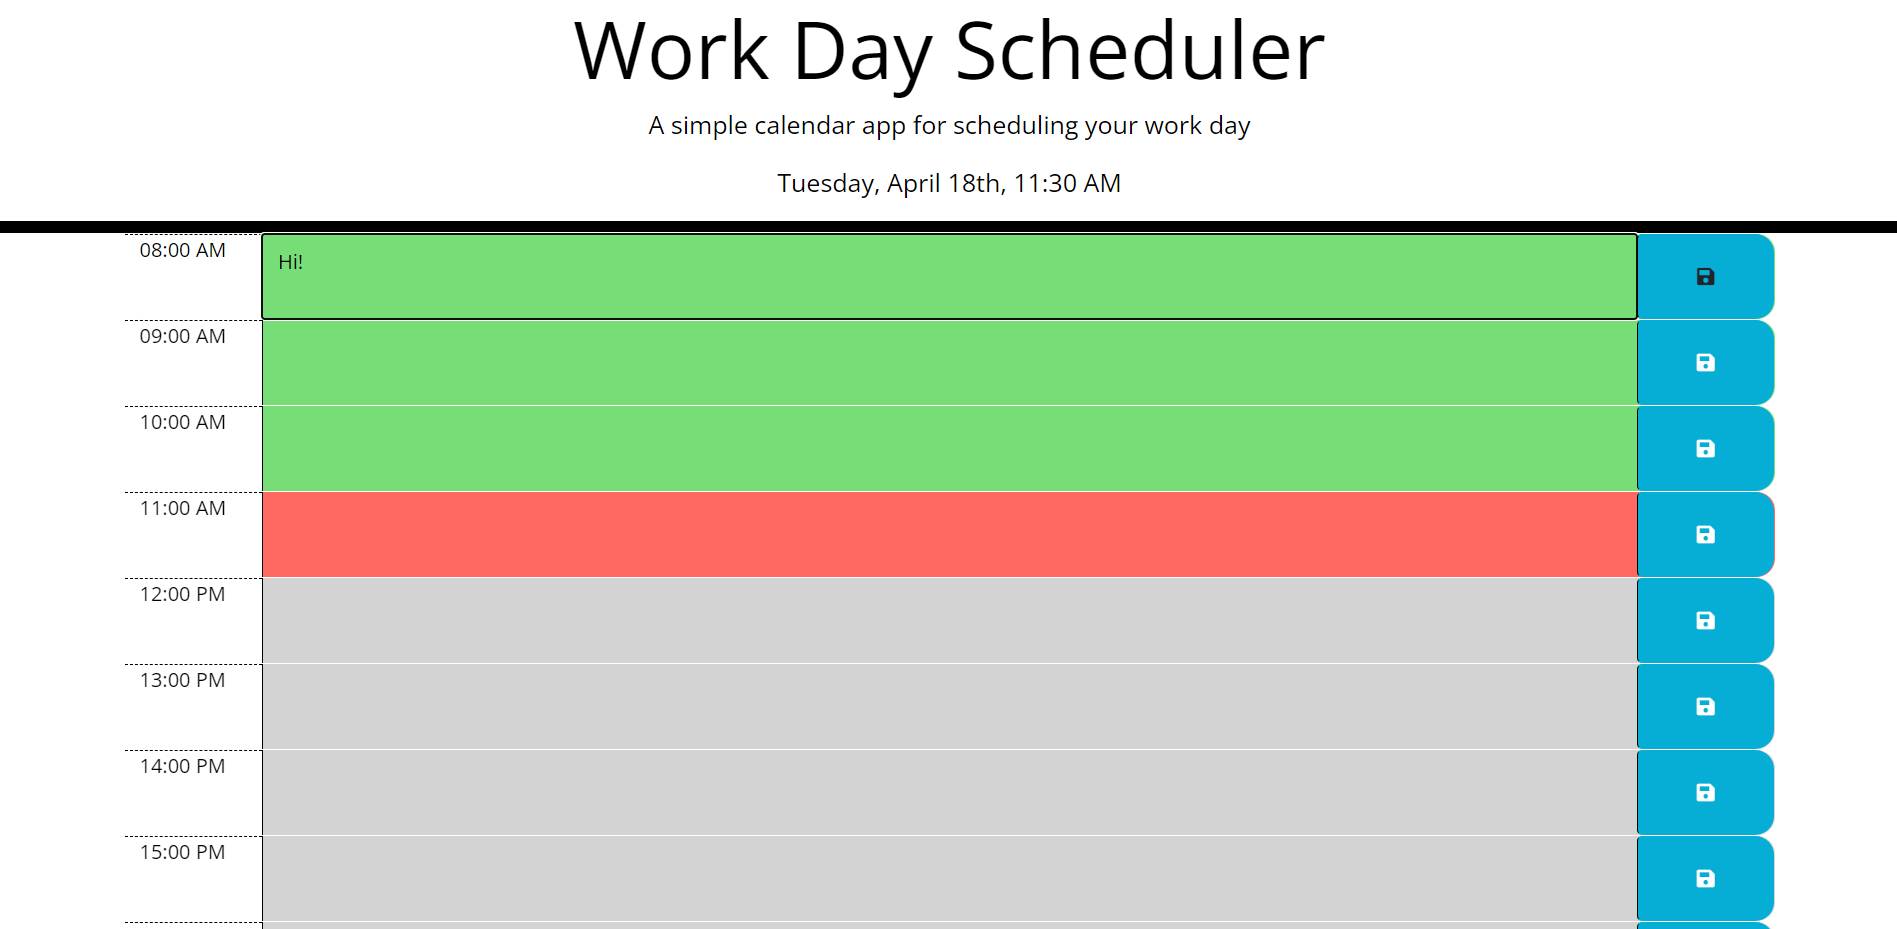 Work Day Scheduler
A simple calendar app for scheduling your work day
Tuesday, April 18th, 11:30 AM
08:00 AM
Hi!
09:00 AM
10:00 AM
11:00 AM
12:00 PM
13:00 PM
14:00 PM
15:00 PM